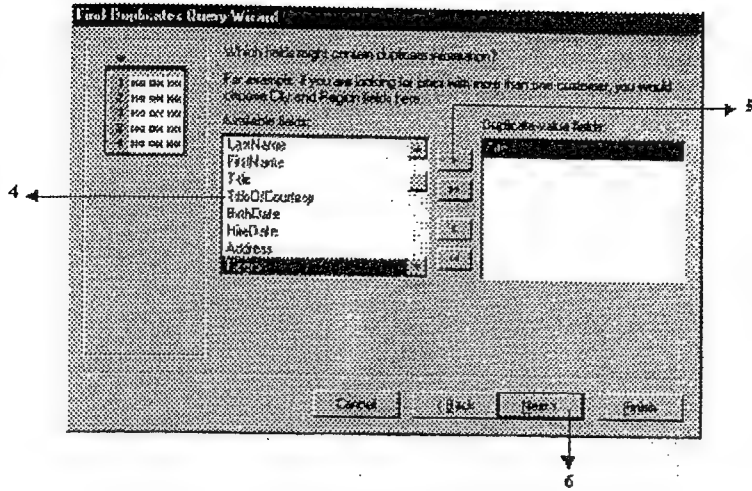 Find Duplicates Query Wizard
Which fields might contain duplicate information?
For example, if you are looking for cities with more than one customer, you would
choose City and Region fields here.
Available fields:
Duplicate-value fields:
LastName
FirstName
Title
TitleOfCourtesy
BirthDate
HireDate
Address
>
>>
<
<<
Cancel
< Back
Next >
Finish
4
5
6